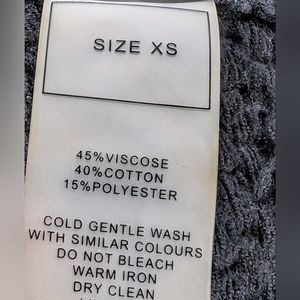 SIZE XS
45%VISCOSE
40%COTTON
15%POLYESTER
COLD GENTLE WASH
WITH SIMILAR COLOURS
DO NOT BLEACH
WARM IRON
DRY CLEAN